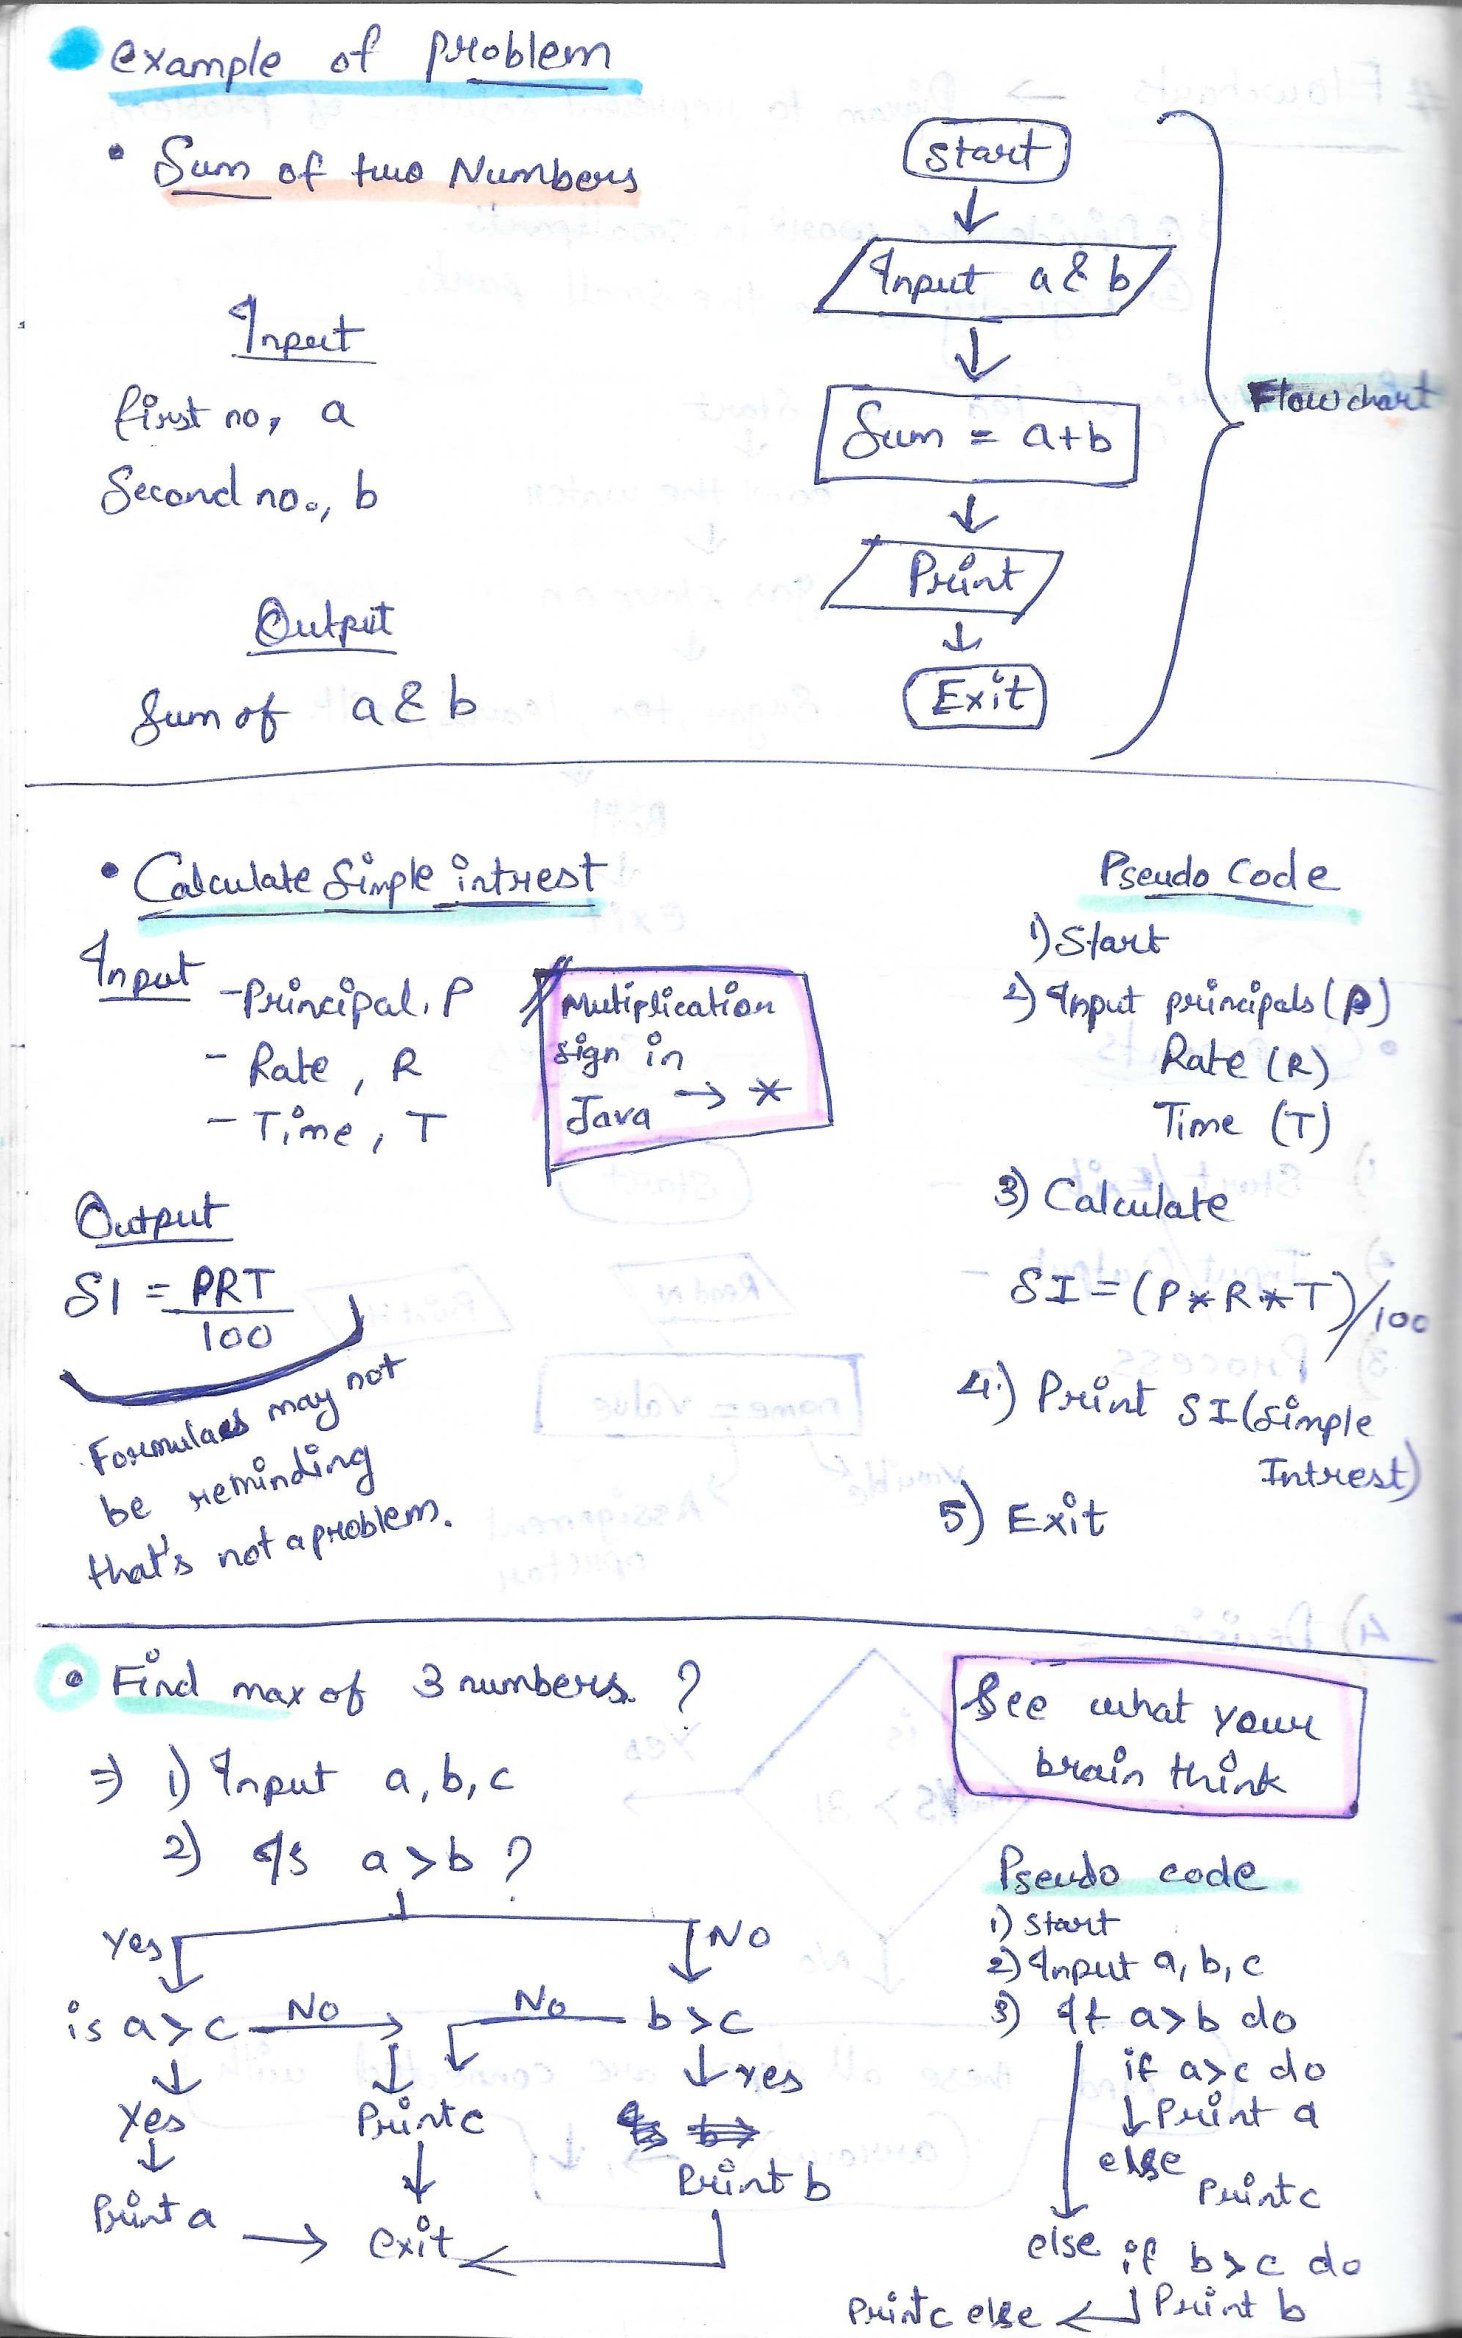 example of problem
• Sum of two Numbers
Input
first no, a
Second no., b
Output
Sum of a & b
Start
Input a & b
Sum = a+b
Print
Exit
Flowchart
• Calculate Simple intrest
Input - Principal, P
- Rate, R
- Time, T
Multiplication
sign in
Java → *
Output
SI = PRT
100
Formulaes may not
be reminding
that's not a problem.
Pseudo Code
1) Start
2) Input principals (P)
Rate (R)
Time (T)
3) Calculate
SI = (P*R*T)/100
4.) Print SI (Simple
Intrest)
5) Exit
• Find max of 3 numbers. ?
⇒ 1) Input a, b, c
2) Is a > b ?
Yes
NO
is a > c
NO
No
b > c
Yes
Yes
Print c
Print a
Print b
exit
See what your
brain think
Pseudo code
1) Start
2) Input a, b, c
3) If a > b do
if a > c do
Print a
else
Print c
else if b > c do
Print b
Print c else